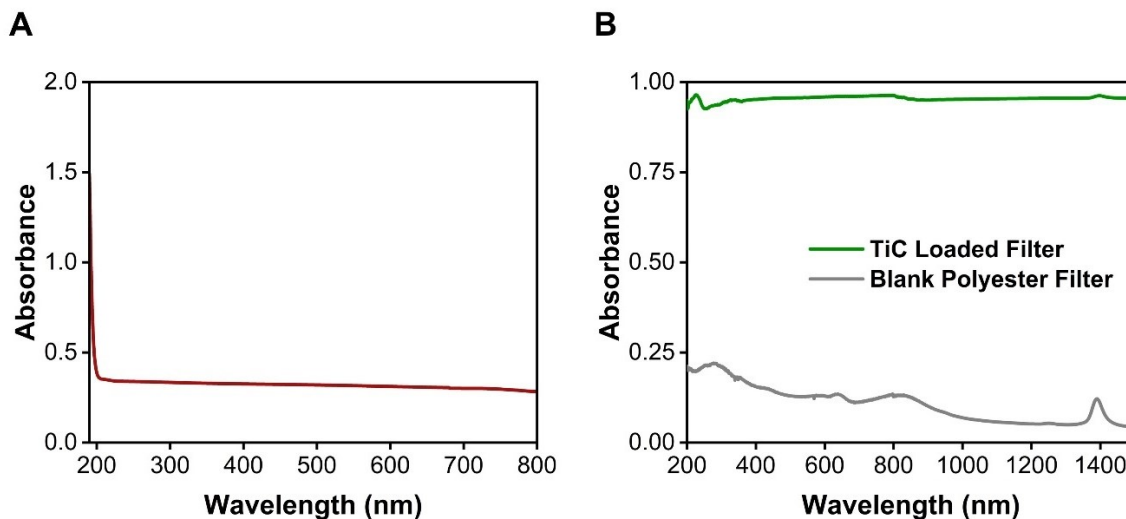 A
2.0
1.5
1.0
0.5
0.0
Absorbance
200 300 400 500 600 700 800
Wavelength (nm)
B
1.00
0.75
0.50
0.25
0.00
Absorbance
TiC Loaded Filter
Blank Polyester Filter
200 400 600 800 1000 1200 1400
Wavelength (nm)